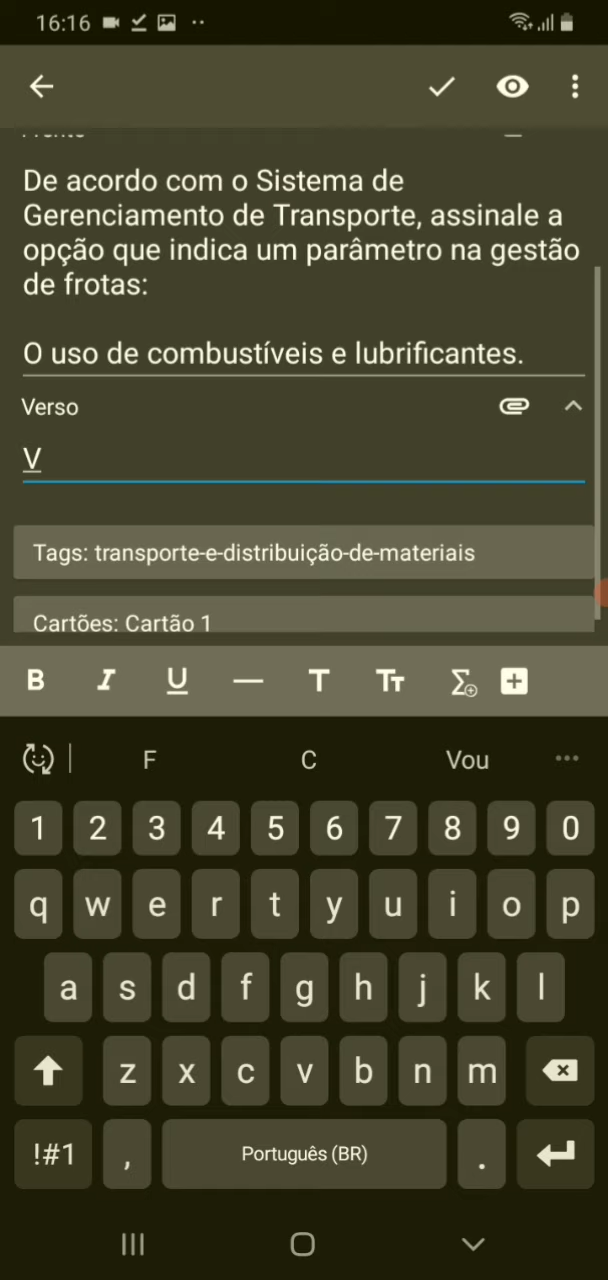 16:16
De acordo com o Sistema de
Gerenciamento de Transporte, assinale a
opção que indica um parâmetro na gestão
de frotas:
O uso de combustíveis e lubrificantes.
Verso
V
Tags: transporte-e-distribuição-de-materiais
Cartões: Cartão 1
B I U — T TT Σ
F C Vou
1 2 3 4 5 6 7 8 9 0
q w e r t y u i o p
a s d f g h j k l
z x c v b n m
!#1 , Português (BR) .